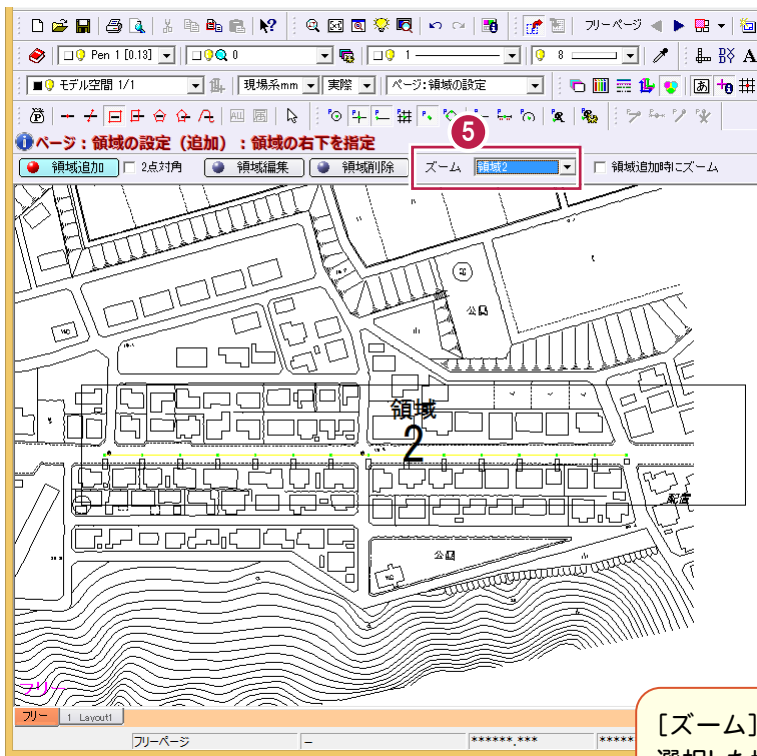 フリーページ
Pen 1 [0.13]
0
1
8
モデル空間 1/1
現場系mm
実際
ページ:領域の設定
あ
ページ：領域の設定（追加）：領域の右下を指定
5
領域追加
2点対角
領域編集
領域削除
ズーム
領域2
領域追加時にズーム
公園
領域
2
配置
公園
フリー
フリー
1 Layout1
フリーページ
******.***
*****
[ズーム]